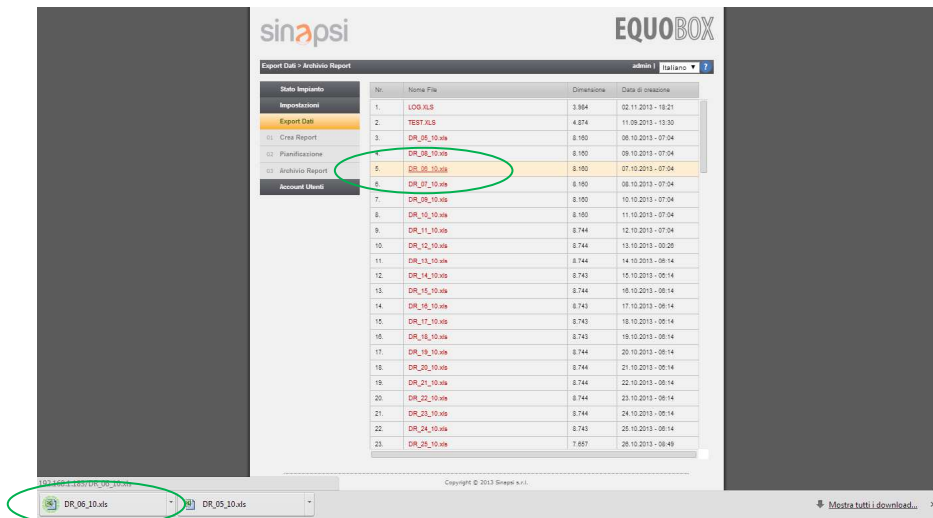 sinapsi
EQUOBOX
Export Dati > Archivio Report
admin | Italiano ▼ ?
Stato Impianto
Impostazioni
Export Dati
01 Crea Report
02 Pianificazione
03 Archivio Report
Account Utenti
Nr. Nome File Dimensione Data di creazione
1. LOG.XLS 3.984 02.11.2013 - 18:21
2. TEST.XLS 4.874 11.09.2013 - 13:30
3. DR_05_10.xls 8.160 06.10.2013 - 07:04
4. DR_08_10.xls 8.160 09.10.2013 - 07:04
5. DR_06_10.xls 8.160 07.10.2013 - 07:04
6. DR_07_10.xls 8.160 08.10.2013 - 07:04
7. DR_09_10.xls 8.160 10.10.2013 - 07:04
8. DR_10_10.xls 8.160 11.10.2013 - 07:04
9. DR_11_10.xls 8.744 12.10.2013 - 07:04
10. DR_12_10.xls 8.744 13.10.2013 - 00:26
11. DR_13_10.xls 8.744 14.10.2013 - 06:14
12. DR_14_10.xls 8.743 15.10.2013 - 06:14
13. DR_15_10.xls 8.744 16.10.2013 - 06:14
14. DR_16_10.xls 8.743 17.10.2013 - 06:14
15. DR_17_10.xls 8.743 18.10.2013 - 06:14
16. DR_18_10.xls 8.743 19.10.2013 - 06:14
17. DR_19_10.xls 8.744 20.10.2013 - 06:14
18. DR_20_10.xls 8.744 21.10.2013 - 06:14
19. DR_21_10.xls 8.744 22.10.2013 - 06:14
20. DR_22_10.xls 8.744 23.10.2013 - 06:14
21. DR_23_10.xls 8.744 24.10.2013 - 06:14
22. DR_24_10.xls 8.743 25.10.2013 - 06:14
23. DR_25_10.xls 7.657 26.10.2013 - 08:49
Copyright © 2013 Sinapsi s.r.l.
192.168.1.185/DR_06_10.xls
DR_06_10.xls DR_05_10.xls Mostra tutti i download...